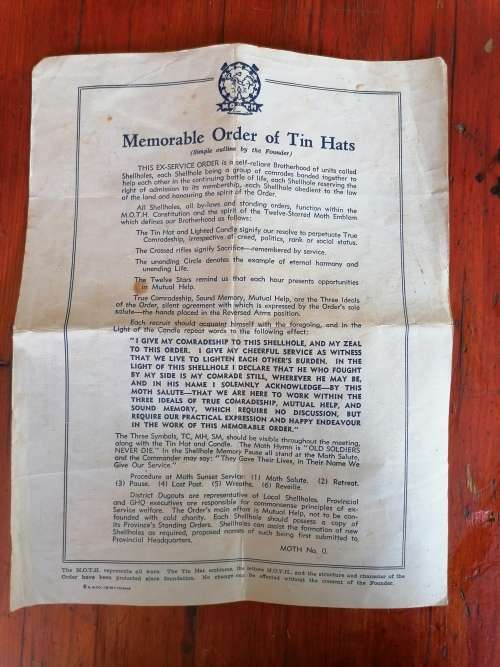 Memorable Order of Tin Hats
(Simple outline by the Founder)
THIS EX-SERVICE ORDER is a self-reliant Brotherhood of units called
Shellholes, each Shellhole being a group of comrades banded together to
help each other in the continuing battle of life, each Shellhole reserving the
right of admission to its membership, each Shellhole obedient to the law
of the land and honouring the spirit of the Order.
All Shellholes, all by-laws and standing orders, function within the
M.O.T.H. Constitution and the spirit of the Twelve-Starred Moth Emblem
which defines our Brotherhood as follows:
The Tin Hat and Lighted Candle signify our resolve to perpetuate True
Comradeship, irrespective of creed, politics, rank or social status.
The Crossed rifles signify Sacrifice—remembered by service.
The unending Circle denotes the example of eternal harmony and
unending Life.
The Twelve Stars remind us that each hour presents opportunities
in Mutual Help.
True Comradeship, Sound Memory, Mutual Help, are the Three Ideals
of the Order, silent agreement with which is expressed by the Order's sole
salute—the hands placed in the Reversed Arms position.
Each recruit should acquaint himself with the foregoing, and in the
Light of the Candle repeat words to the following effect:
"I GIVE MY COMRADESHIP TO THIS SHELLHOLE, AND MY ZEAL
TO THIS ORDER. I GIVE MY CHEERFUL SERVICE AS WITNESS
THAT WE LIVE TO LIGHTEN EACH OTHER'S BURDEN. IN THE
LIGHT OF THIS SHELLHOLE I DECLARE THAT HE WHO FOUGHT
BY MY SIDE IS MY COMRADE STILL, WHEREVER HE MAY BE,
AND IN HIS NAME I SOLEMNLY ACKNOWLEDGE—BY THIS
MOTH SALUTE—THAT WE ARE HERE TO WORK WITHIN THE
THREE IDEALS OF TRUE COMRADESHIP, MUTUAL HELP, AND
SOUND MEMORY, WHICH REQUIRE NO DISCUSSION, BUT
REQUIRE OUR PRACTICAL EXPRESSION AND HAPPY ENDEAVOUR
IN THE WORK OF THIS MEMORABLE ORDER."
The Three Symbols, TC, MH, SM, should be visible throughout the meeting,
along with the Tin Hat and Candle. The Moth Hymn is "OLD SOLDIERS
NEVER DIE." In the Shellhole Memory Pause all stand at the Moth Salute,
and the Commander may say: "They Gave Their Lives, in Their Name We
Give Our Service."
Procedure at Moth Sunset Service: (1) Moth Salute. (2) Retreat.
(3) Pause. (4) Last Post. (5) Wreaths. (6) Reveille.
District Dugouts are representative of Local Shellholes. Provincial
and GHQ executives are responsible for commonsense principles of ex-
Service welfare. The Order's main effort is Mutual Help, not to be con-
founded with cold charity. Each Shellhole should possess a copy of
its Province's Standing Orders. Shellholes can assist the formation of new
Shellholes as required, proposed names of such being first submitted to
Provincial Headquarters.
MOTH No. 0.
The M.O.T.H. represents all wars. The Tin Hat emblem, the letters M.O.T.H., and the structure and character of the
Order have been protected since foundation. No change can be effected without the consent of the Founder.